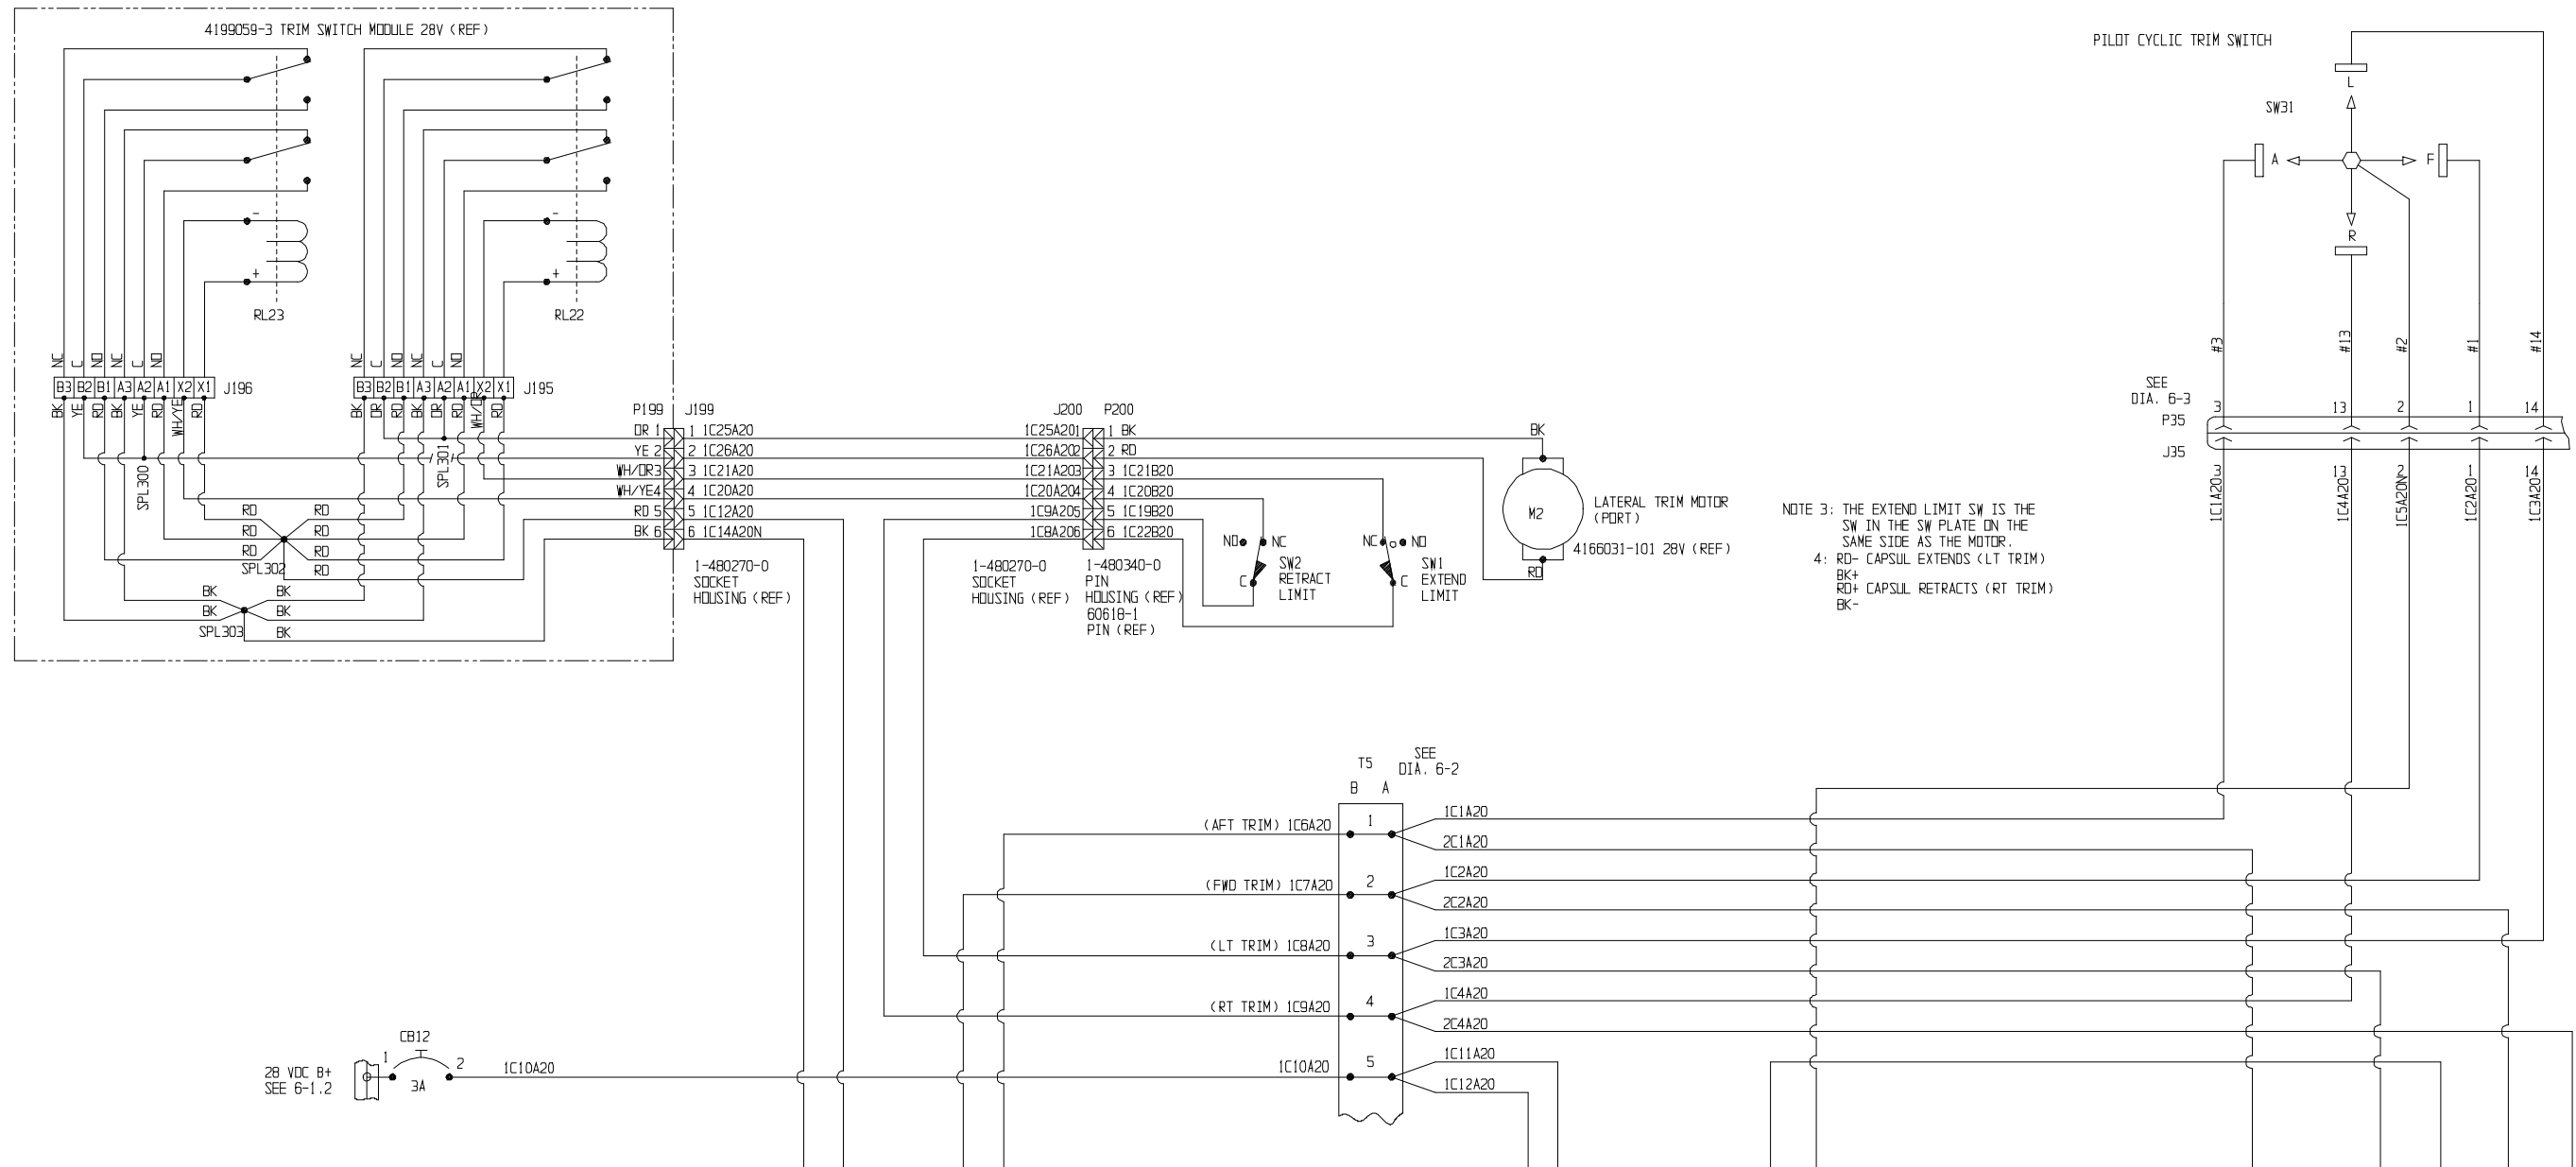 4199059-3 TRIM SWITCH MODULE 28V (REF)
PILOT CYCLIC TRIM SWITCH
L
SW31
A
F
R
-
+
RL23
-
+
RL22
NC C NO NC C NO
B3 B2 B1 A3 A2 A1 X2 X1 J196
BK YE RD BK YE RD WH/YE RD
NC C NO NC C NO
B3 B2 B1 A3 A2 A1 X2 X1 J195
BK OR RD BK OR RD WH/OR RD
SPL300
SPL301
RD RD
RD RD
RD RD
SPL302 RD
BK BK
BK BK
SPL303 BK
P199 J199
OR 1 1 1C25A20
YE 2 2 1C26A20
WH/OR3 3 1C21A20
WH/YE4 4 1C20A20
RD 5 5 1C12A20
BK 6 6 1C14A20N
1-480270-0
SOCKET
HOUSING (REF)
J200 P200
1C25A201 1 BK
1C26A202 2 RD
1C21A203 3 1C21B20
1C20A204 4 1C20B20
1C9A205 5 1C19B20
1C8A206 6 1C22B20
1-480270-0
SOCKET
HOUSING (REF)
1-480340-0
PIN
HOUSING (REF)
60618-1
PIN (REF)
NO NC
C
SW2
RETRACT
LIMIT
NC NO
C
SW1
EXTEND
LIMIT
BK
M2
RD
LATERAL TRIM MOTOR
(PORT)
4166031-101 28V (REF)
NOTE 3: THE EXTEND LIMIT SW IS THE
SW IN THE SW PLATE ON THE
SAME SIDE AS THE MOTOR.
4: RD- CAPSUL EXTENDS (LT TRIM)
BK+
RD+ CAPSUL RETRACTS (RT TRIM)
BK-
#3 #13 #2 #1 #14
SEE
DIA. 6-3
P35
3 13 2 1 14
J35
3 13 2 1 14
1C1A20 1C4A20 1C5A20N 1C2A20 1C3A20
SEE
DIA. 6-2
T5
B A
(AFT TRIM) 1C6A20 1 1C1A20
2C1A20
(FWD TRIM) 1C7A20 2 1C2A20
2C2A20
(LT TRIM) 1C8A20 3 1C3A20
2C3A20
(RT TRIM) 1C9A20 4 1C4A20
2C4A20
1C10A20 5 1C11A20
1C12A20
CB12
1 2
3A
1C10A20
28 VDC B+
SEE 6-1.2